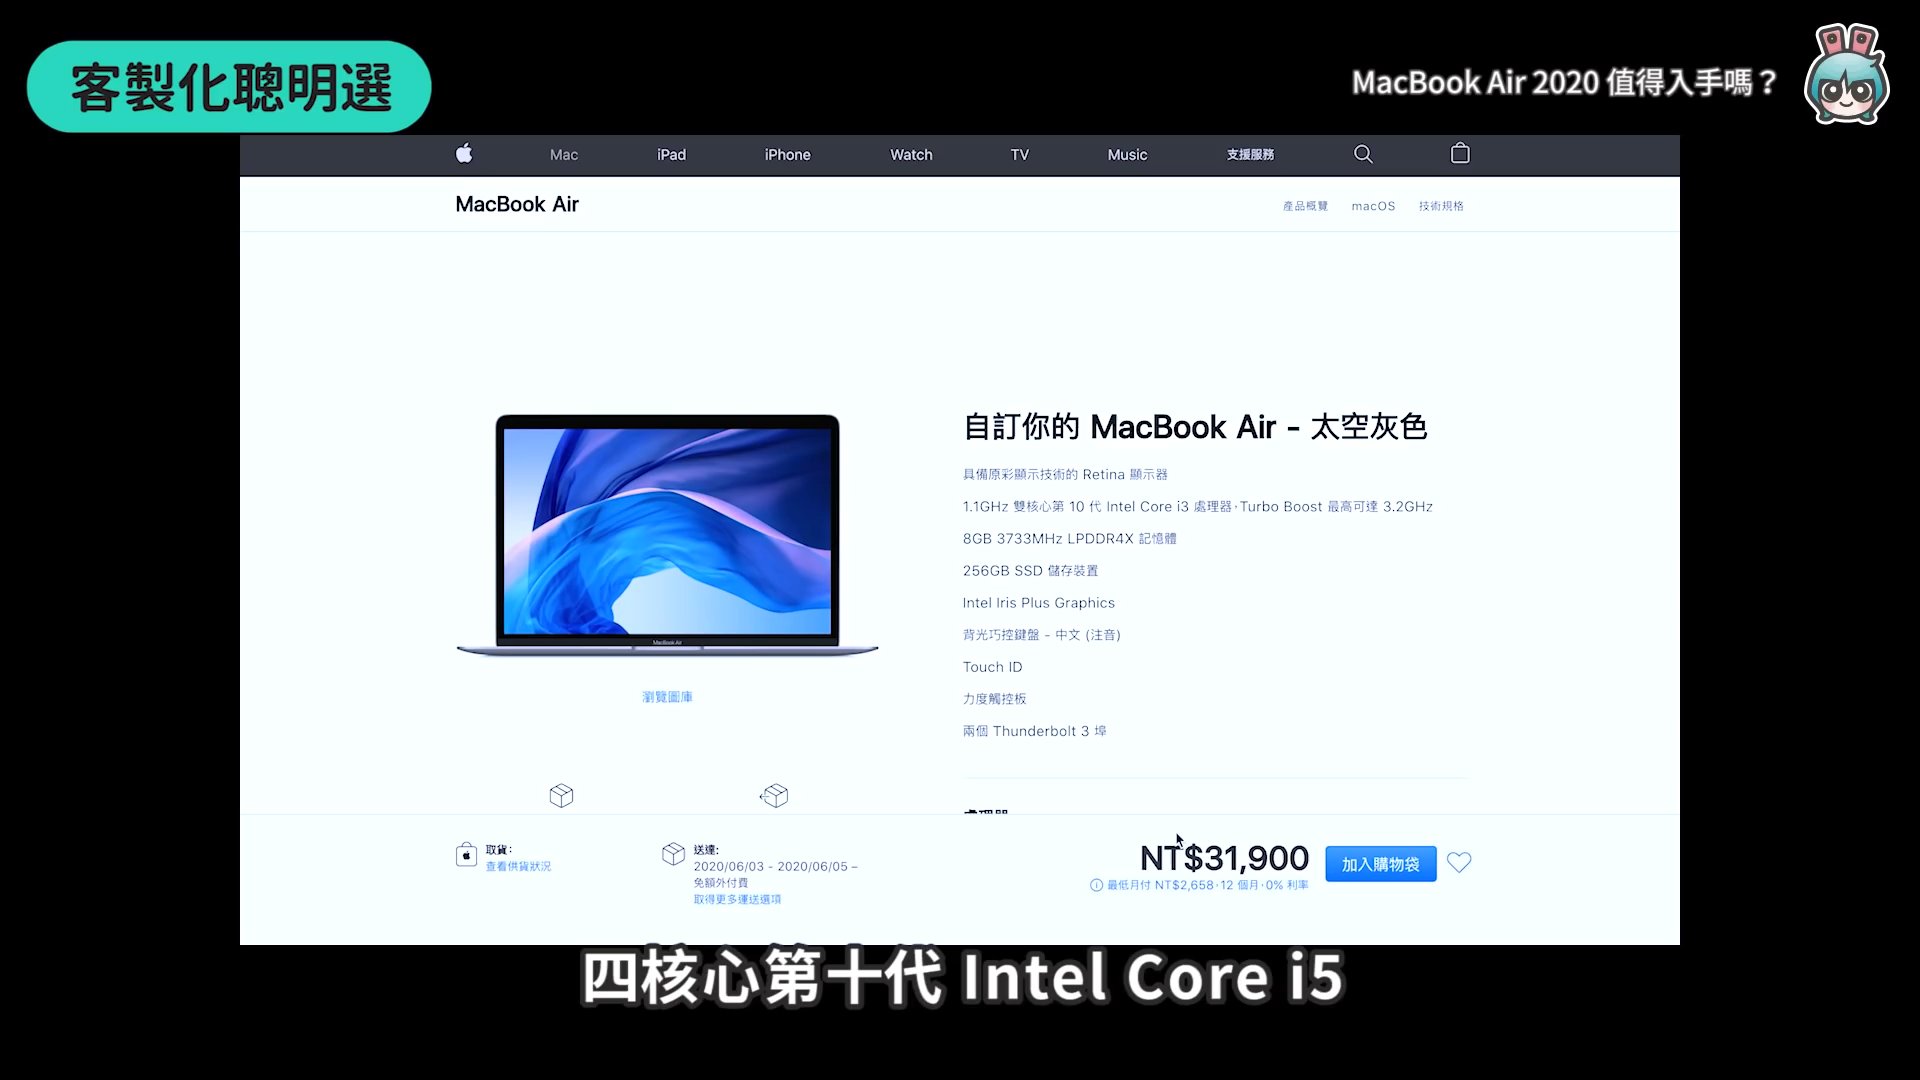 客製化聰明選
MacBook Air 2020 值得入手嗎？
Mac iPad iPhone Watch TV Music 支援服務
MacBook Air
產品概覽 macOS 技術規格
自訂你的 MacBook Air - 太空灰色
具備原彩顯示技術的 Retina 顯示器
1.1GHz 雙核心第 10 代 Intel Core i3 處理器，Turbo Boost 最高可達 3.2GHz
8GB 3733MHz LPDDR4X 記憶體
256GB SSD 儲存裝置
Intel Iris Plus Graphics
背光巧控鍵盤 - 中文 (注音)
Touch ID
力度觸控板
兩個 Thunderbolt 3 埠
MacBook Air
瀏覽圖庫
取貨：
查看供貨狀況
送達:
2020/06/03 - 2020/06/05 –
免額外付費
取得更多運送選項
NT$31,900
最低月付 NT$2,658，12 個月，0% 利率
加入購物袋
四核心第十代 Intel Core i5